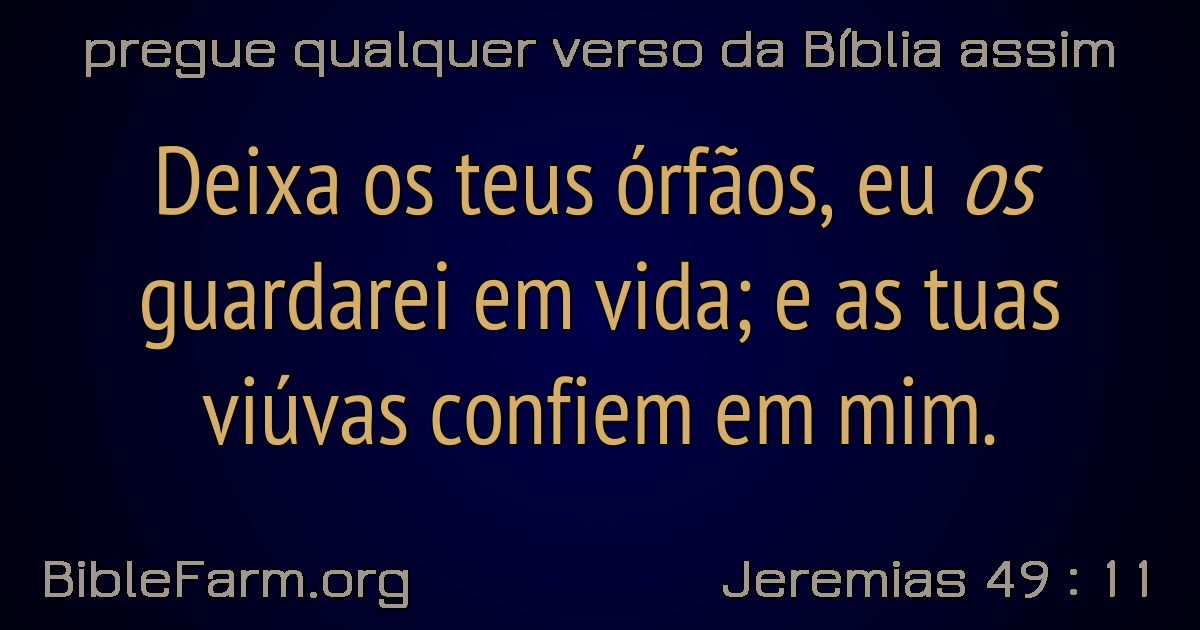 pregue qualquer verso da Bíblia assim
Deixa os teus órfãos, eu os
guardarei em vida; e as tuas
viúvas confiem em mim.
BibleFarm.org
Jeremias 49 : 11